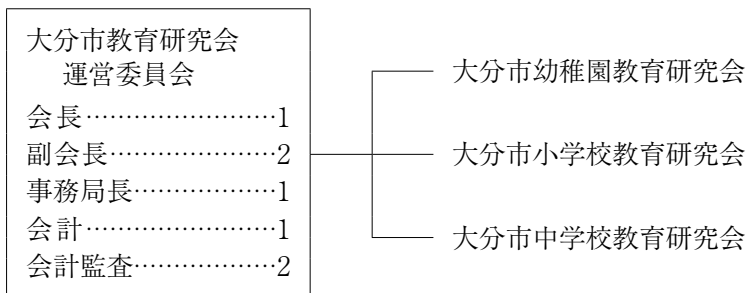 大分市教育研究会
運営委員会
会長……………………1
副会長…………………2
事務局長………………1
会計……………………1
会計監査………………2
大分市幼稚園教育研究会
大分市小学校教育研究会
大分市中学校教育研究会